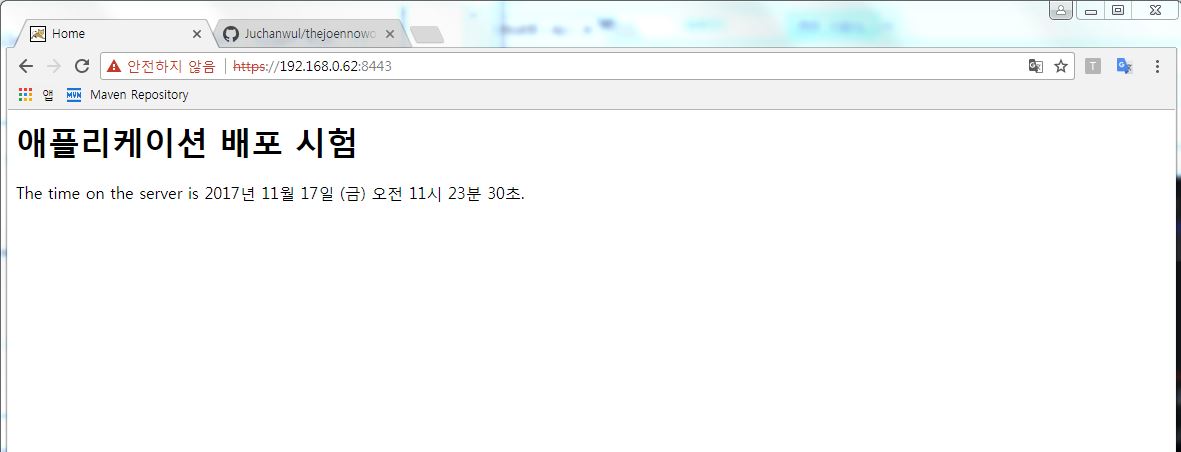 Home
Juchanwul/thejoennowo
안전하지 않음 https://192.168.0.62:8443
T
앱 MVN Maven Repository
애플리케이션 배포 시험
The time on the server is 2017년 11월 17일 (금) 오전 11시 23분 30초.